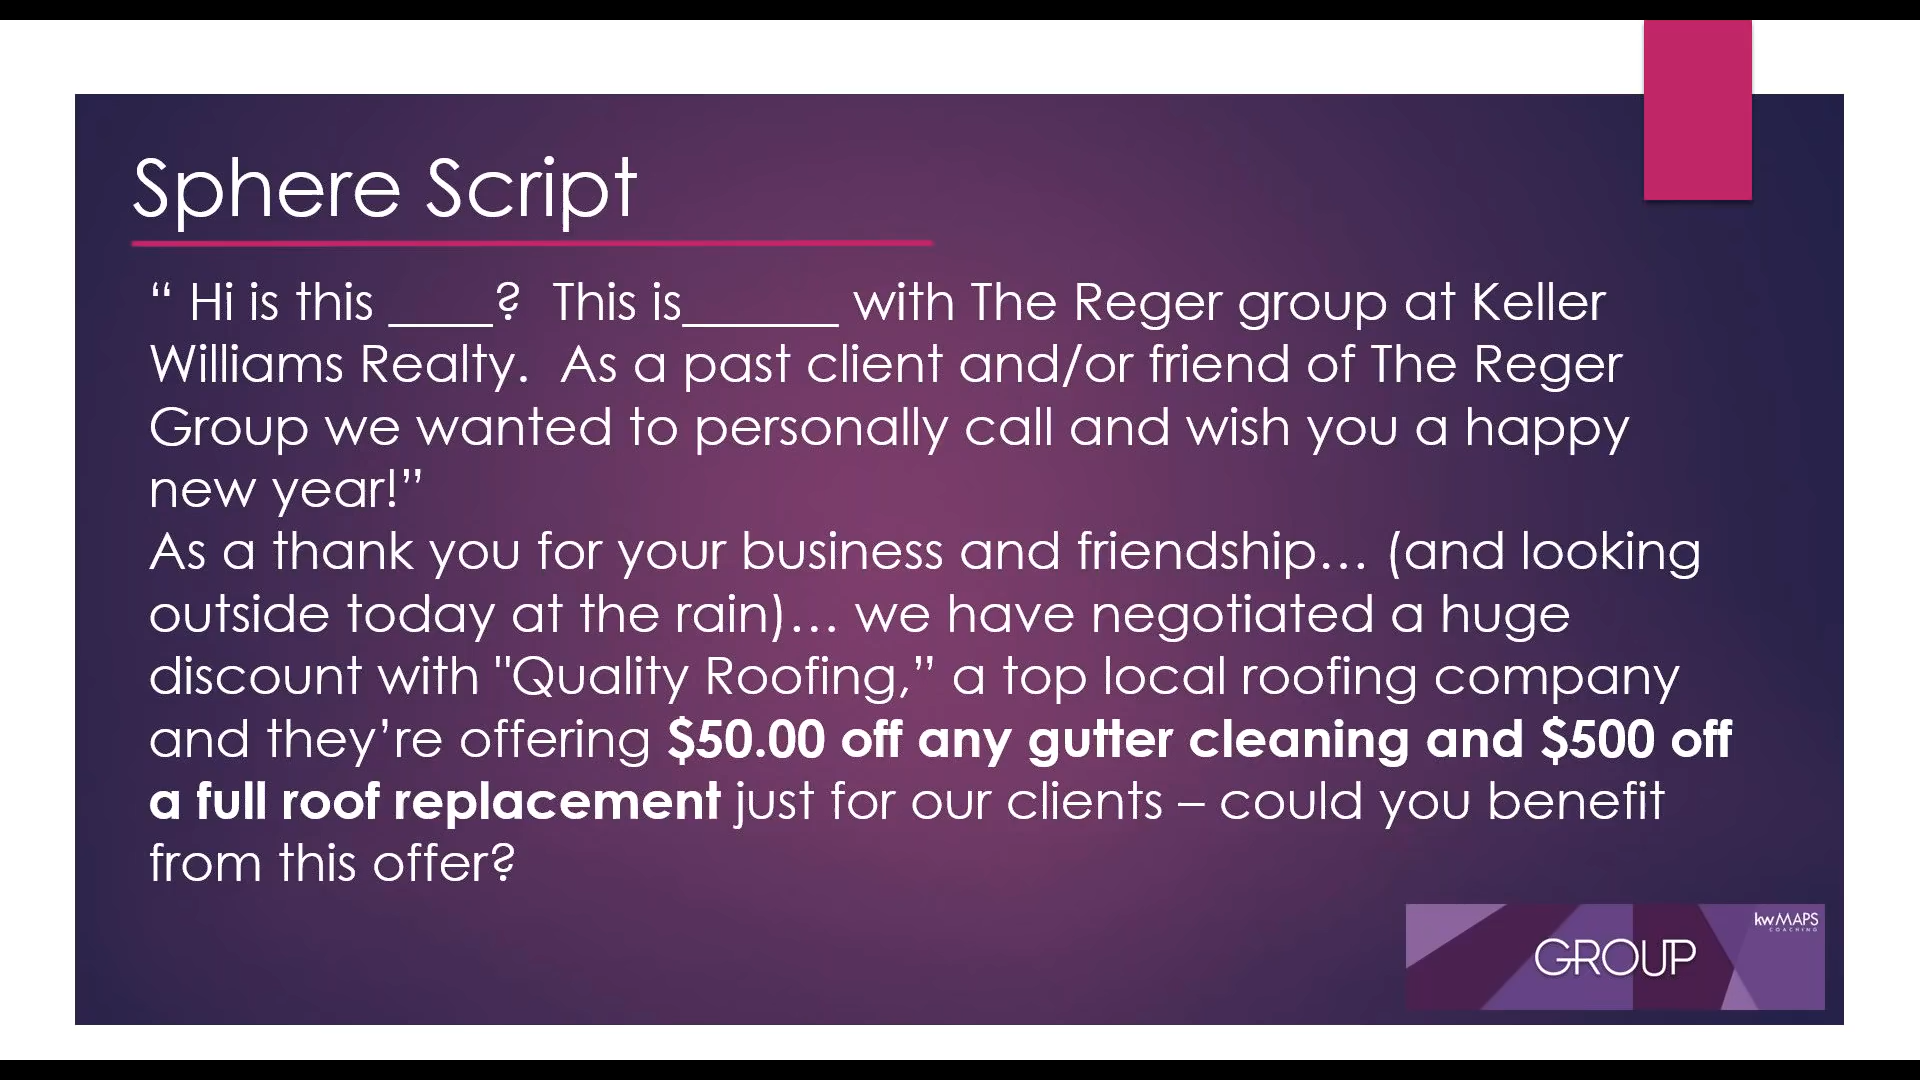 Sphere Script
“ Hi is this ____?  This is______ with The Reger group at Keller
Williams Realty.  As a past client and/or friend of The Reger
Group we wanted to personally call and wish you a happy
new year!”
As a thank you for your business and friendship… (and looking
outside today at the rain)… we have negotiated a huge
discount with "Quality Roofing,” a top local roofing company
and they’re offering $50.00 off any gutter cleaning and $500 off
a full roof replacement just for our clients – could you benefit
from this offer?
kwMAPS
COACHING
GROUP